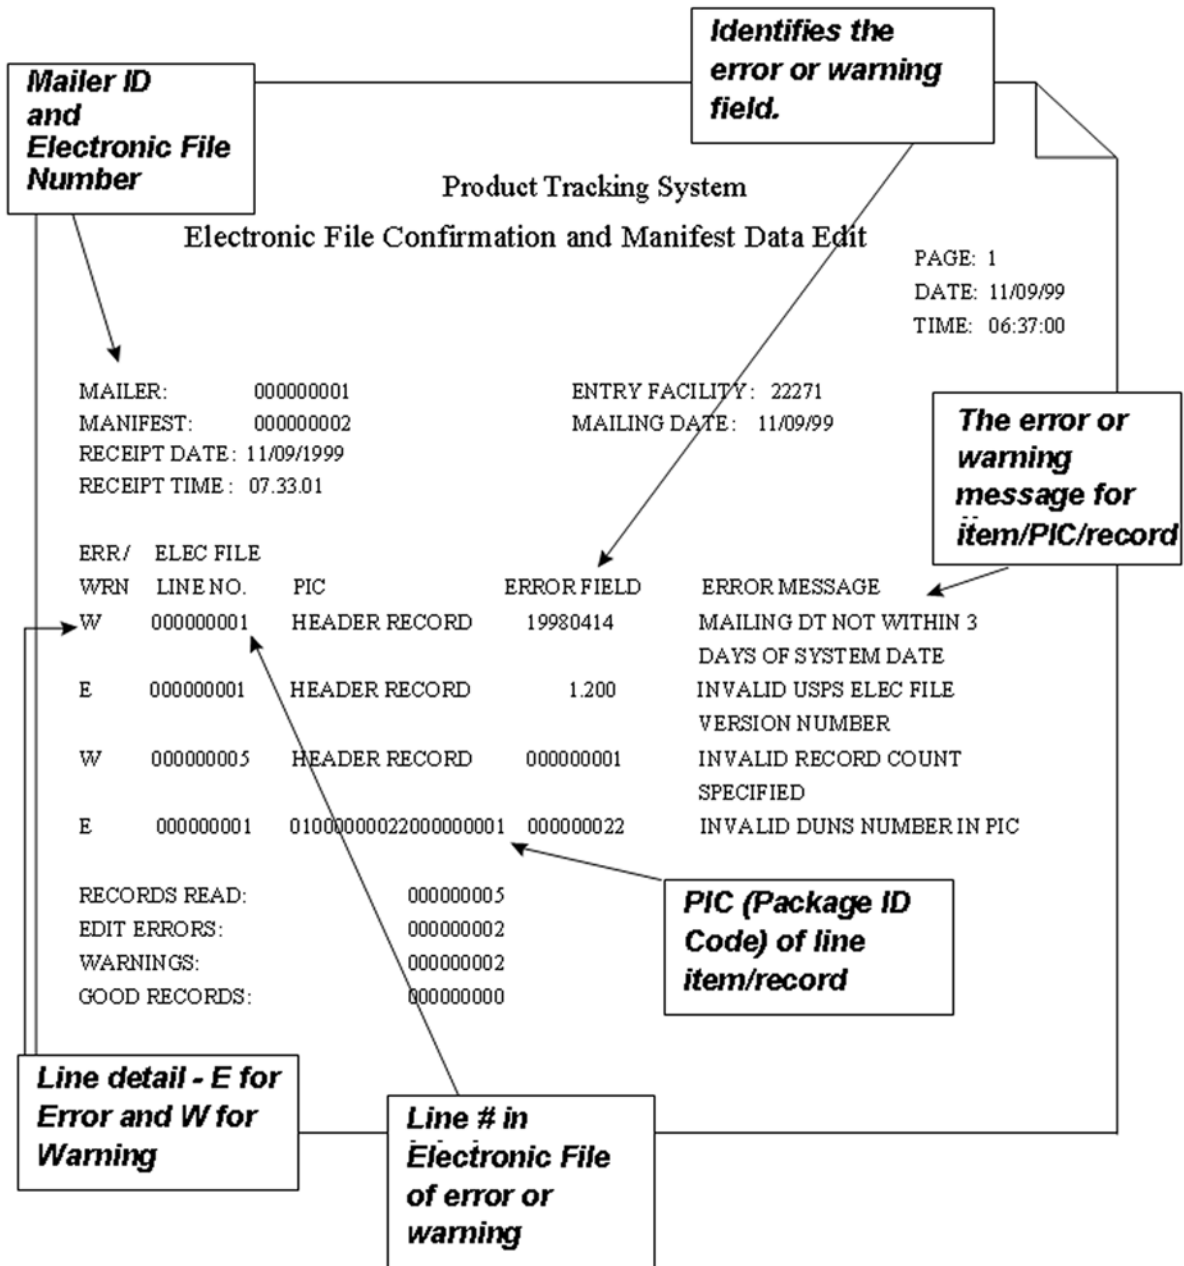 Identifies the
error or warning
field.
Mailer ID
and
Electronic File
Number
Product Tracking System
Electronic File Confirmation and Manifest Data Edit
PAGE: 1
DATE: 11/09/99
TIME: 06:37:00
MAILER: 000000001 ENTRY FACILITY: 22271
MANIFEST: 000000002 MAILING DATE: 11/09/99
RECEIPT DATE: 11/09/1999
RECEIPT TIME: 07.33.01
The error or
warning
message for
item/PIC/record
ERR/ ELEC FILE
WRN LINE NO. PIC ERROR FIELD ERROR MESSAGE
W 000000001 HEADER RECORD 19980414 MAILING DT NOT WITHIN 3
DAYS OF SYSTEM DATE
E 000000001 HEADER RECORD 1.200 INVALID USPS ELEC FILE
VERSION NUMBER
W 000000005 HEADER RECORD 000000001 INVALID RECORD COUNT
SPECIFIED
E 000000001 01000000022000000001 000000022 INVALID DUNS NUMBER IN PIC
RECORDS READ: 000000005
EDIT ERRORS: 000000002
WARNINGS: 000000002
GOOD RECORDS: 000000000
PIC (Package ID
Code) of line
item/record
Line detail - E for
Error and W for
Warning
Line # in
Electronic File
of error or
warning